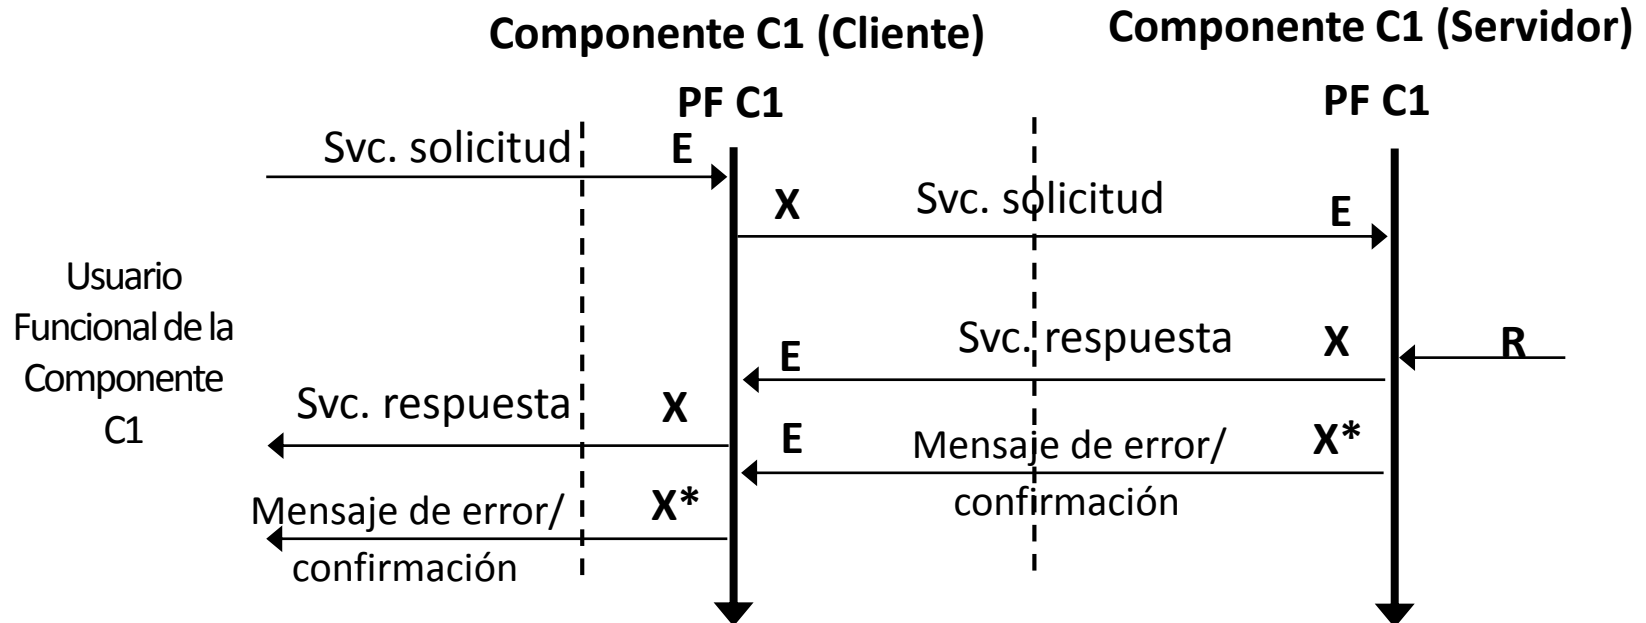 Componente C1 (Cliente)
Componente C1 (Servidor)
PF C1
PF C1
Svc. solicitud
E
X
Svc. solicitud
E
Usuario
Funcional de la
Componente
C1
E
Svc. respuesta
X
R
Svc. respuesta
X
E
Mensaje de error/
confirmación
X*
Mensaje de error/
confirmación
X*